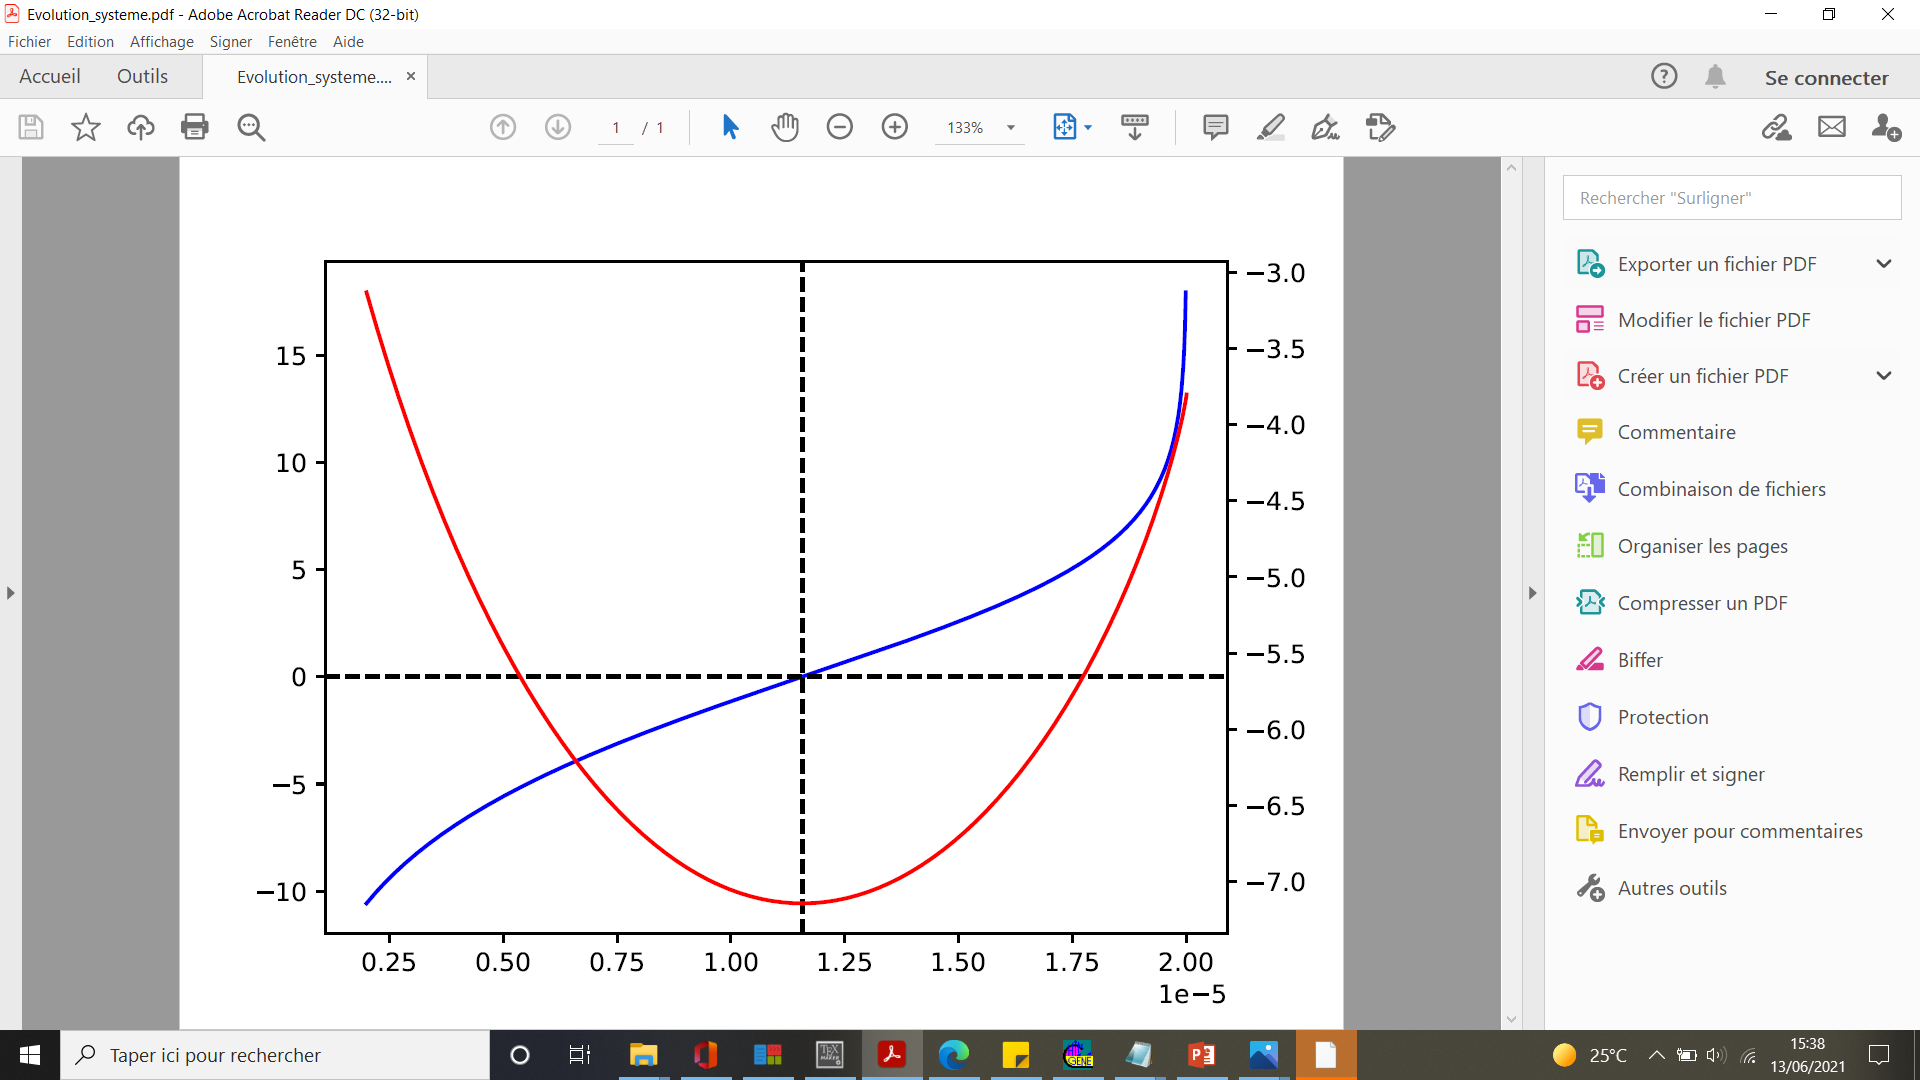 Evolution_systeme.pdf - Adobe Acrobat Reader DC (32-bit)
Fichier Edition Affichage Signer Fenêtre Aide
Accueil Outils Evolution_systeme.... × Se connecter
1 / 1 133%
Rechercher "Surligner"
Exporter un fichier PDF
Modifier le fichier PDF
Créer un fichier PDF
Commentaire
Combinaison de fichiers
Organiser les pages
Compresser un PDF
Biffer
Protection
Remplir et signer
Envoyer pour commentaires
Autres outils
15
10
5
0
−5
−10
−3.0
−3.5
−4.0
−4.5
−5.0
−5.5
−6.0
−6.5
−7.0
0.25 0.50 0.75 1.00 1.25 1.50 1.75 2.00
1e−5
Taper ici pour rechercher
25°C
15:38
13/06/2021